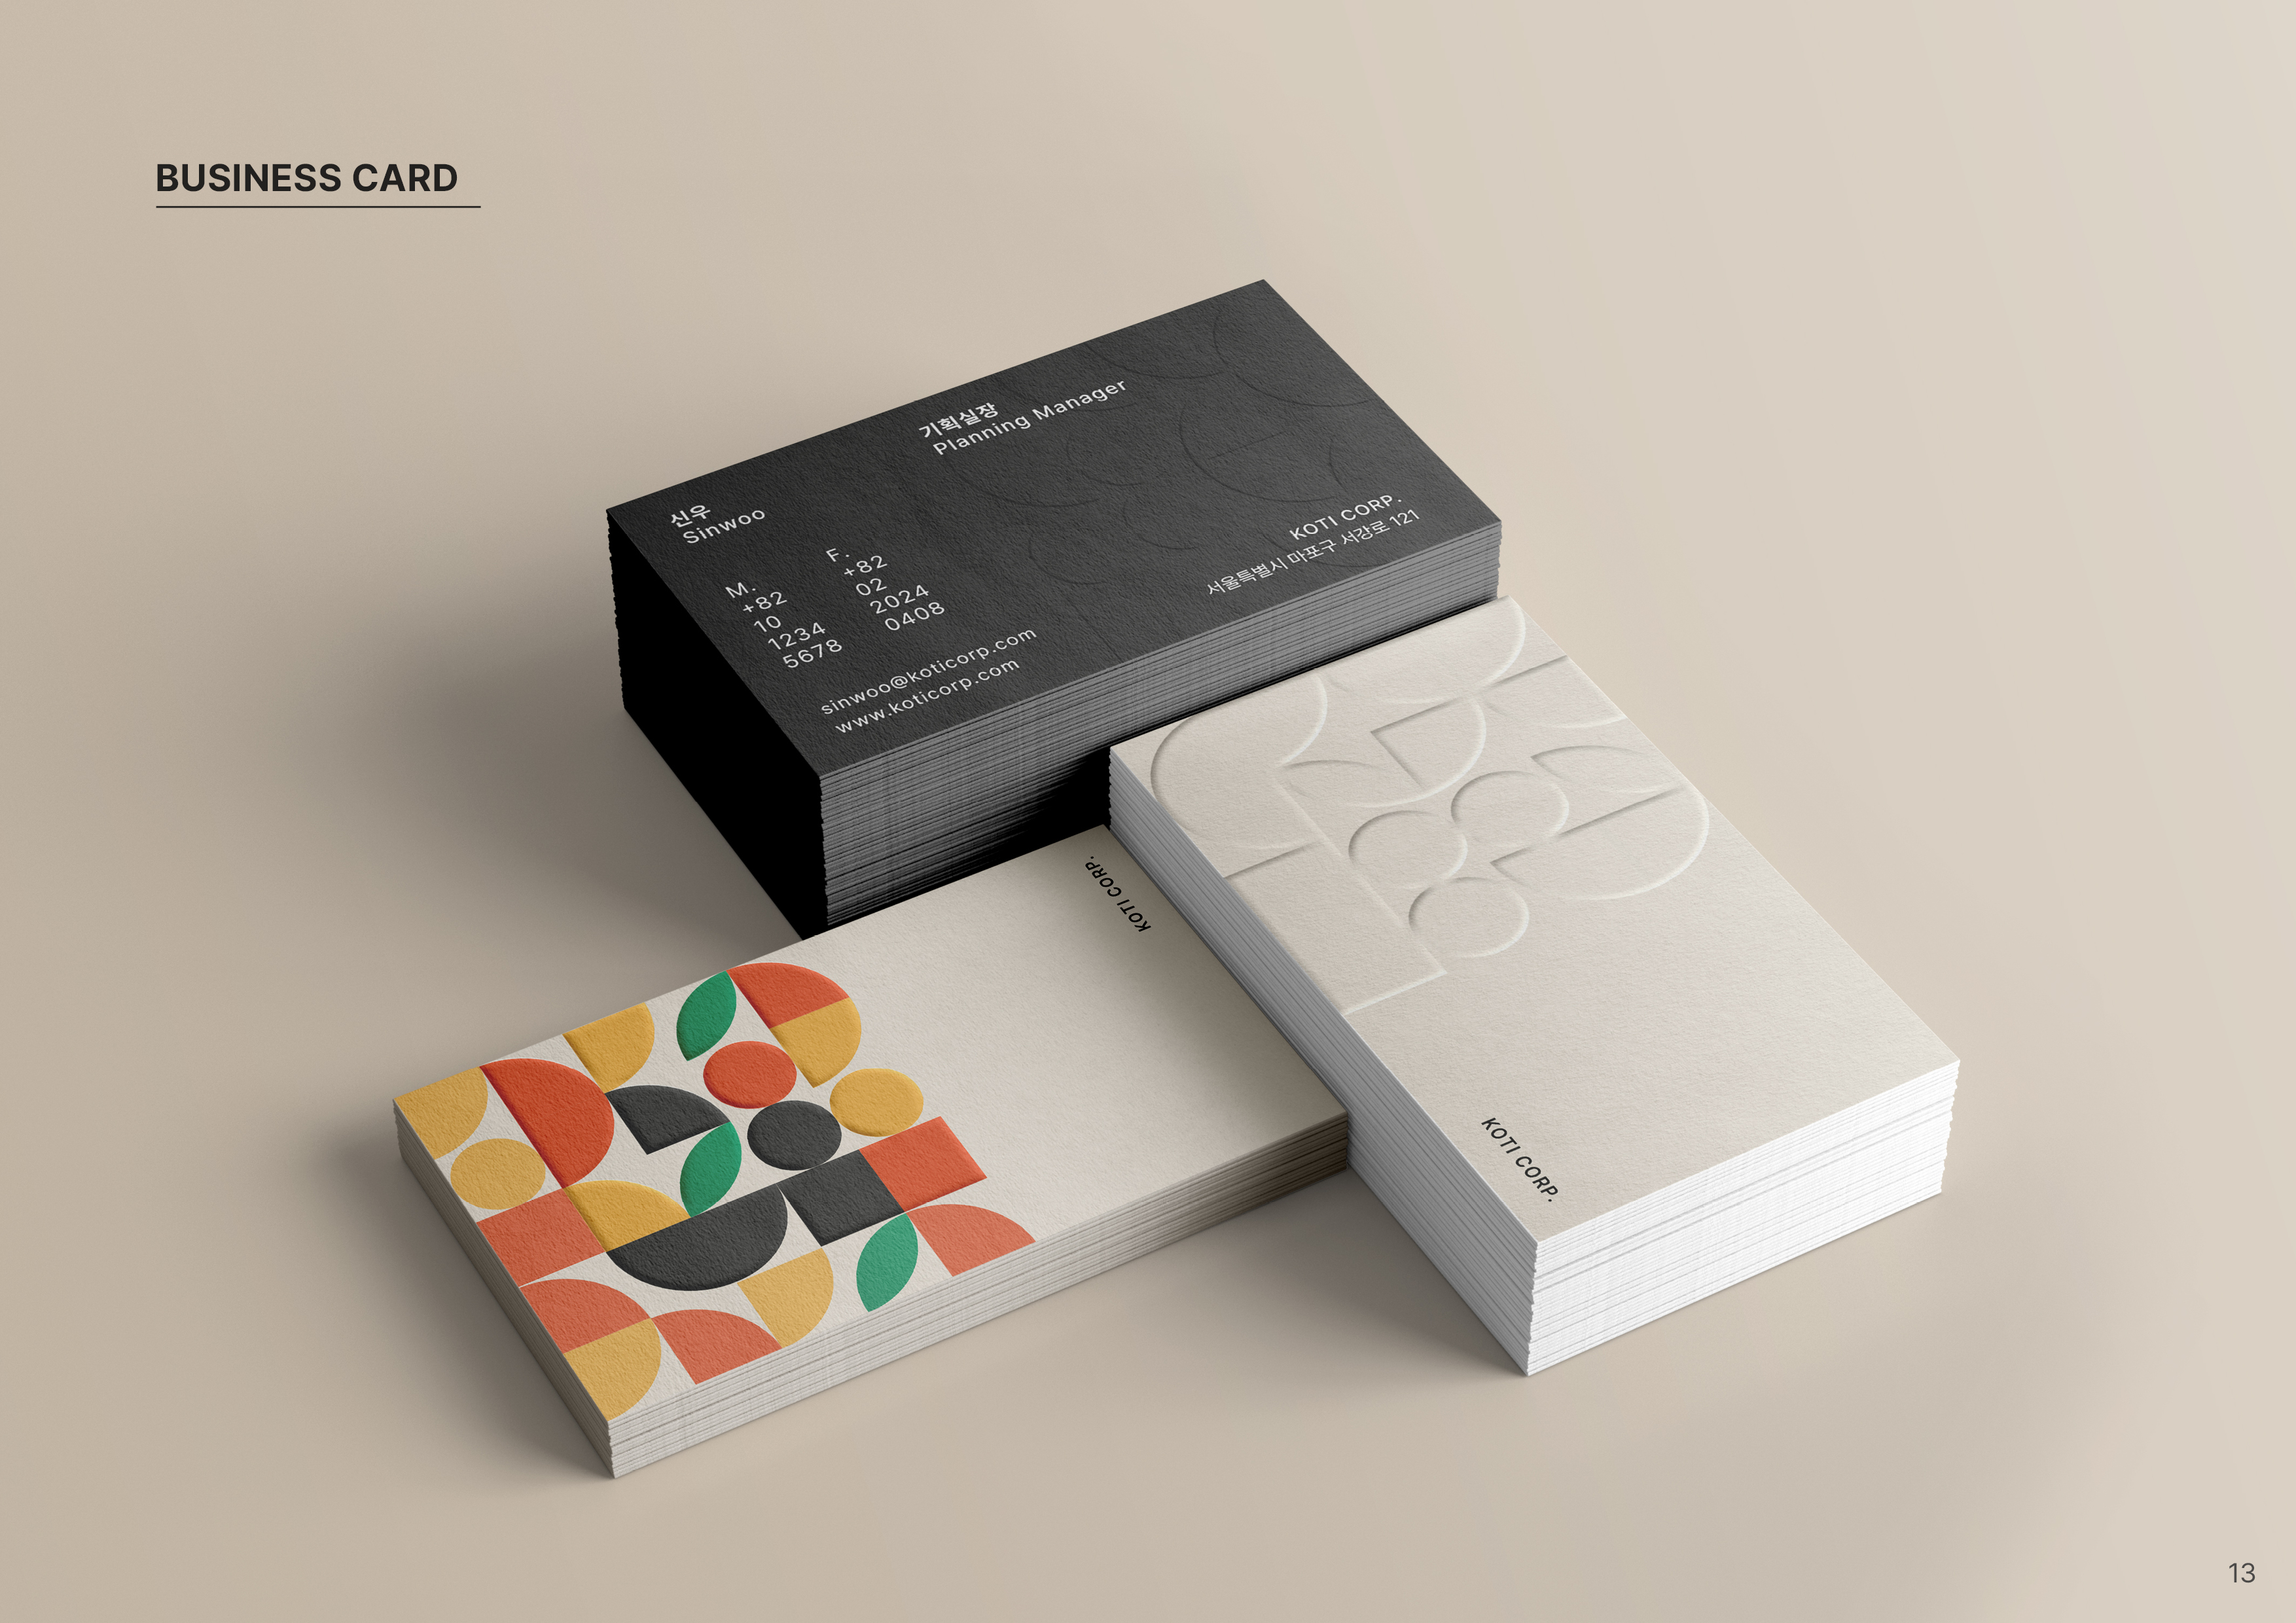 BUSINESS CARD
기획실장
Planning Manager
신우
Sinwoo
M.
+82
10
1234
5678
F.
+82
02
2024
0408
sinwoo@koticorp.com
www.koticorp.com
KOTI CORP.
서울특별시 마포구 서강로 121
KOTI CORP.
KOTI CORP.
13